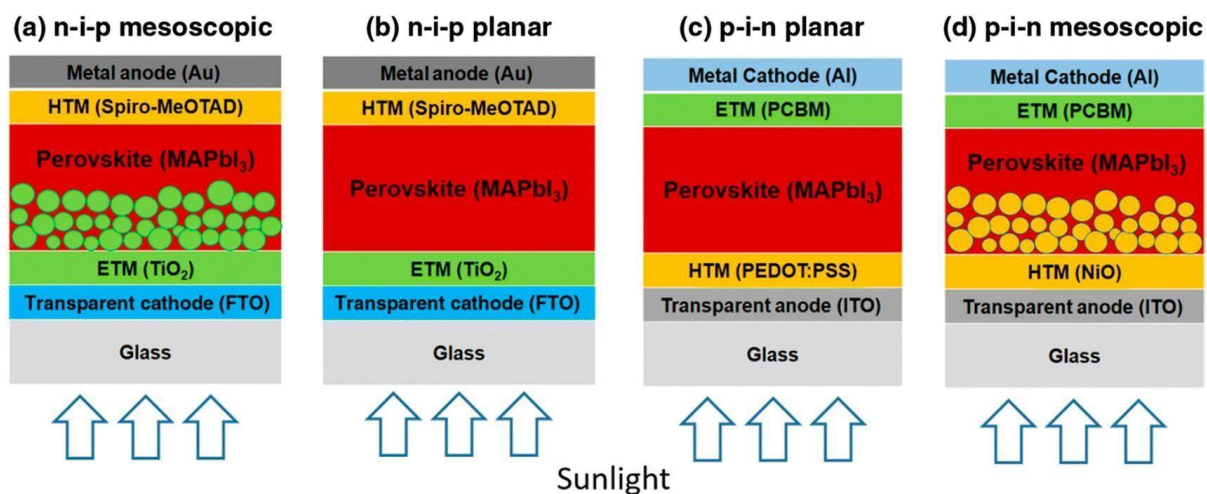 (a) n-i-p mesoscopic
Metal anode (Au)
HTM (Spiro-MeOTAD)
Perovskite (MAPbI₃)
ETM (TiO₂)
Transparent cathode (FTO)
Glass
(b) n-i-p planar
Metal anode (Au)
HTM (Spiro-MeOTAD)
Perovskite (MAPbI₃)
ETM (TiO₂)
Transparent cathode (FTO)
Glass
(c) p-i-n planar
Metal Cathode (Al)
ETM (PCBM)
Perovskite (MAPbI₃)
HTM (PEDOT:PSS)
Transparent anode (ITO)
Glass
(d) p-i-n mesoscopic
Metal Cathode (Al)
ETM (PCBM)
Perovskite (MAPbI₃)
HTM (NiO)
Transparent anode (ITO)
Glass
Sunlight